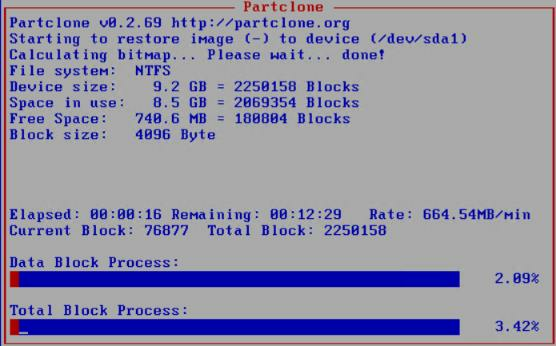 Partclone
Partclone v0.2.69 http://partclone.org
Starting to restore image (-) to device (/dev/sda1)
Calculating bitmap... Please wait... done!
File system: NTFS
Device size: 9.2 GB = 2250158 Blocks
Space in use: 8.5 GB = 2069354 Blocks
Free Space: 740.6 MB = 180804 Blocks
Block size: 4096 Byte
Elapsed: 00:00:16 Remaining: 00:12:29 Rate: 664.54MB/min
Current Block: 76877 Total Block: 2250158
Data Block Process:
2.09%
Total Block Process:
3.42%